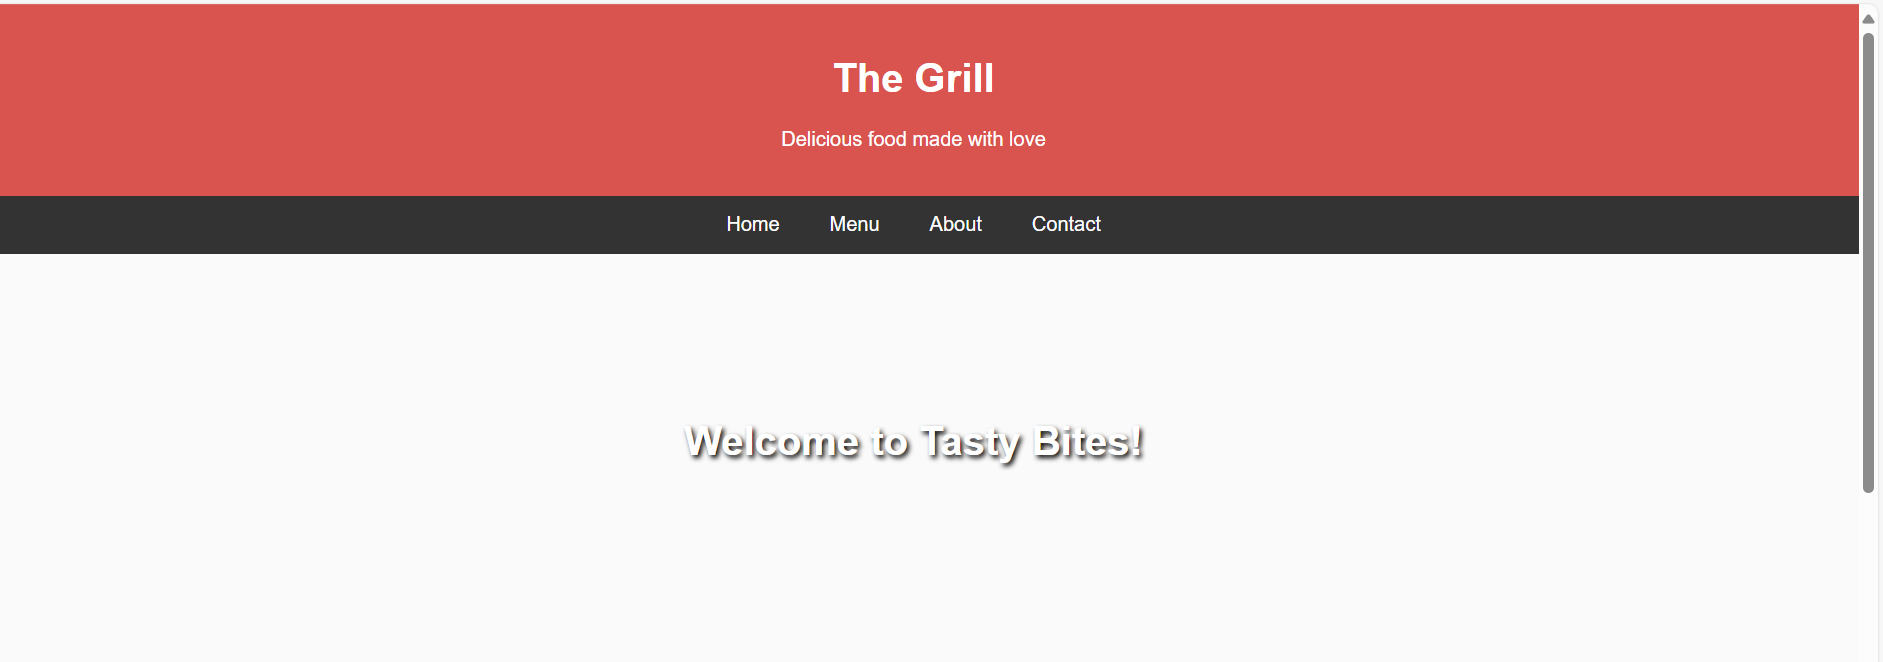 The Grill
Delicious food made with love
Home Menu About Contact
Welcome to Tasty Bites!